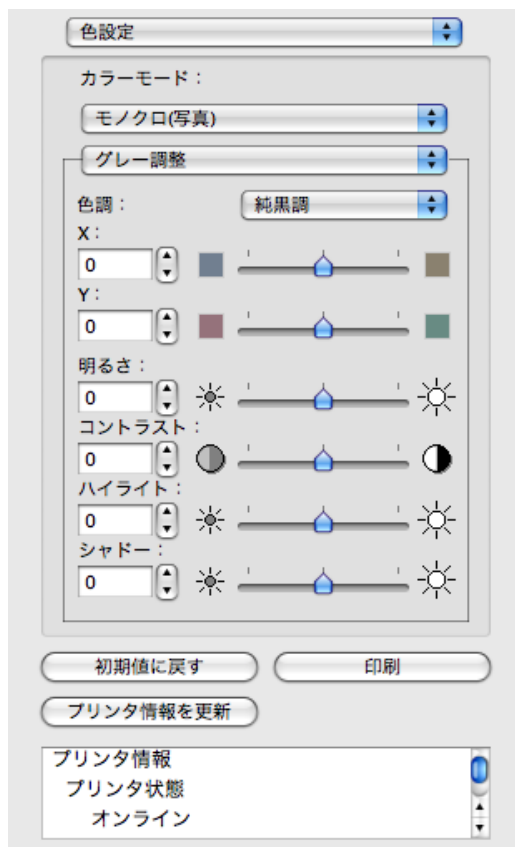 色設定
カラーモード：
モノクロ(写真)
グレー調整
色調： 純黒調
X：
0
Y：
0
明るさ：
0
コントラスト：
0
ハイライト：
0
シャドー：
0
初期値に戻す 印刷
プリンタ情報を更新
プリンタ情報
プリンタ状態
オンライン